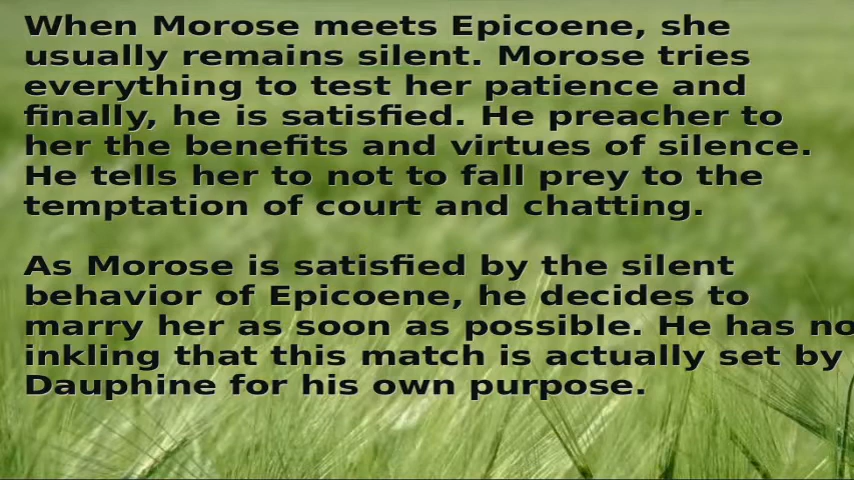 When Morose meets Epicoene, she
usually remains silent. Morose tries
everything to test her patience and
finally, he is satisfied. He preacher to
her the benefits and virtues of silence.
He tells her to not to fall prey to the
temptation of court and chatting.
As Morose is satisfied by the silent
behavior of Epicoene, he decides to
marry her as soon as possible. He has no
inkling that this match is actually set by
Dauphine for his own purpose.